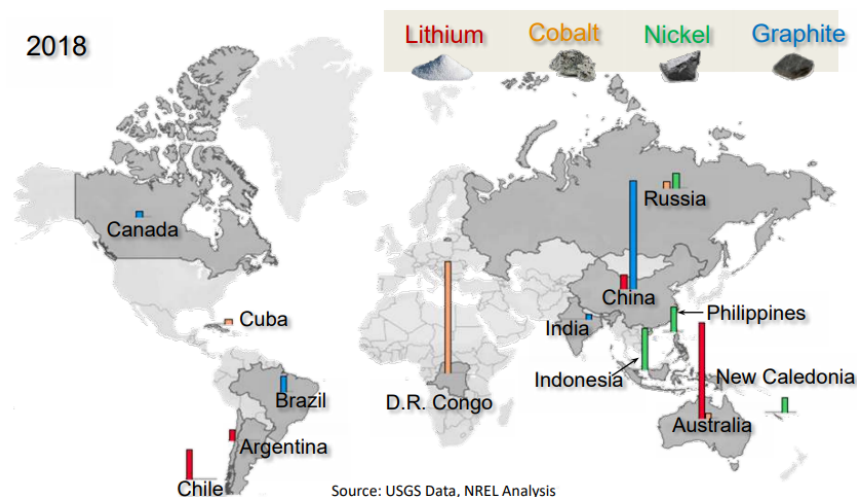 2018
Lithium Cobalt Nickel Graphite
Canada
Russia
China
Cuba
India
Philippines
Indonesia
New Caledonia
Brazil
D.R. Congo
Australia
Argentina
Chile
Source: USGS Data, NREL Analysis